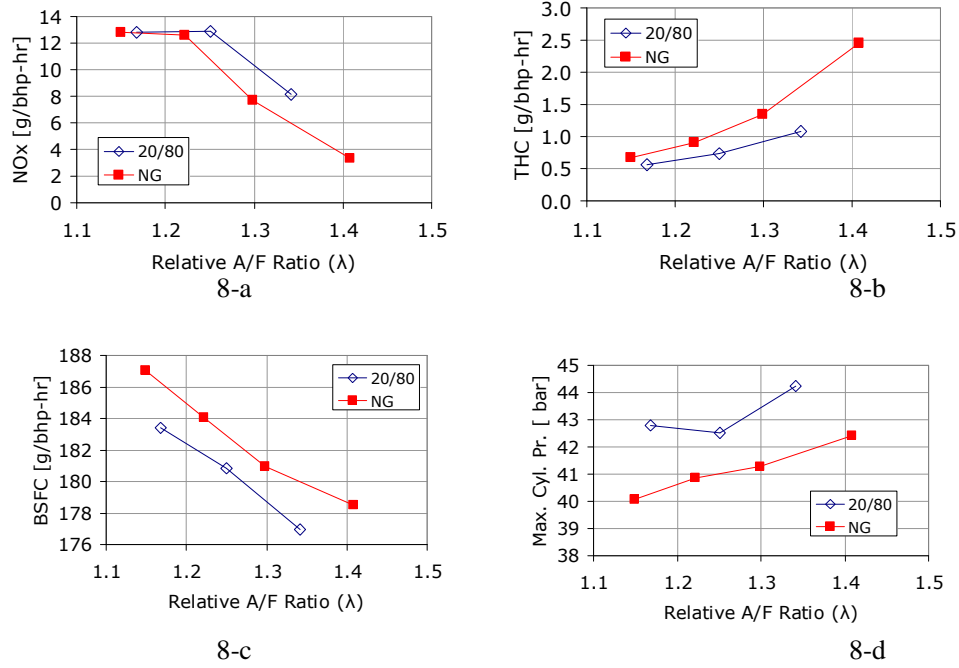 14
12
10
8
6
4
2
0
NOx [g/bhp-hr]
20/80
NG
1.1 1.2 1.3 1.4 1.5
Relative A/F Ratio (λ)
8-a
3.0
2.5
2.0
1.5
1.0
0.5
0.0
THC [g/bhp-hr]
20/80
NG
1.1 1.2 1.3 1.4 1.5
Relative A/F Ratio (λ)
8-b
188
186
184
182
180
178
176
BSFC [g/bhp-hr]
20/80
NG
1.1 1.2 1.3 1.4 1.5
Relative A/F Ratio (λ)
8-c
45
44
43
42
41
40
39
38
Max. Cyl. Pr. [ bar]
20/80
NG
1.1 1.2 1.3 1.4 1.5
Relative A/F Ratio (λ)
8-d